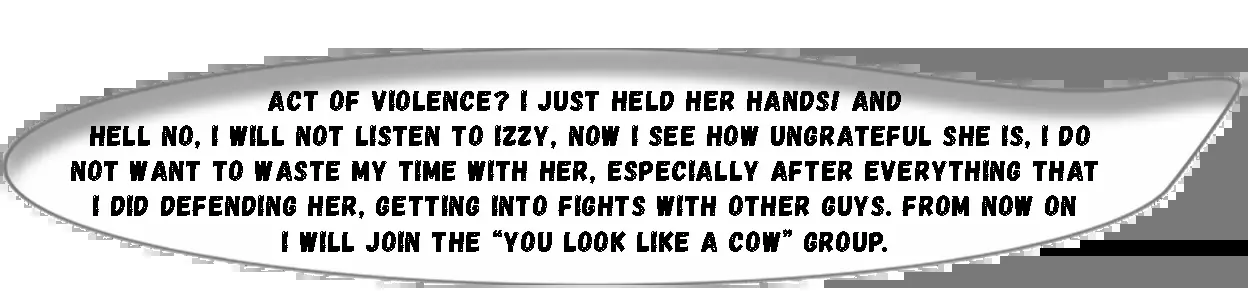 ACT OF VIOLENCE? I JUST HELD HER HANDS! AND
HELL NO, I WILL NOT LISTEN TO IZZY, NOW I SEE HOW UNGRATEFUL SHE IS, I DO
NOT WANT TO WASTE MY TIME WITH HER, ESPECIALLY AFTER EVERYTHING THAT
I DID DEFENDING HER, GETTING INTO FIGHTS WITH OTHER GUYS. FROM NOW ON
I WILL JOIN THE “YOU LOOK LIKE A COW” GROUP.